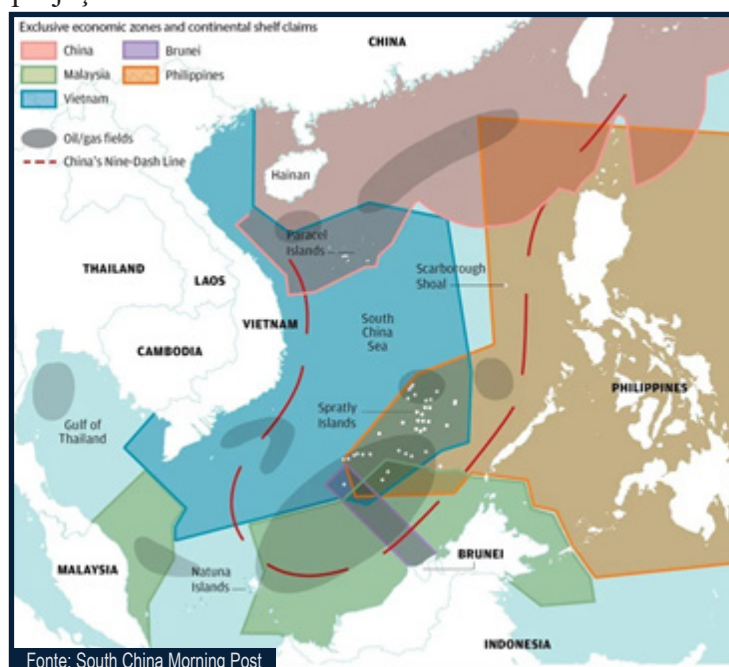 Exclusive economic zones and continental shelf claims
China
Brunei
Malaysia
Philippines
Vietnam
Oil/gas fields
China's Nine-Dash Line
CHINA
Hainan
Paracel
Islands
THAILAND
LAOS
VIETNAM
CAMBODIA
Gulf of
Thailand
South
China
Sea
Scarborough
Shoal
Spratly
Islands
PHILIPPINES
MALAYSIA
Natuna
Islands
BRUNEI
INDONESIA
Fonte: South China Morning Post